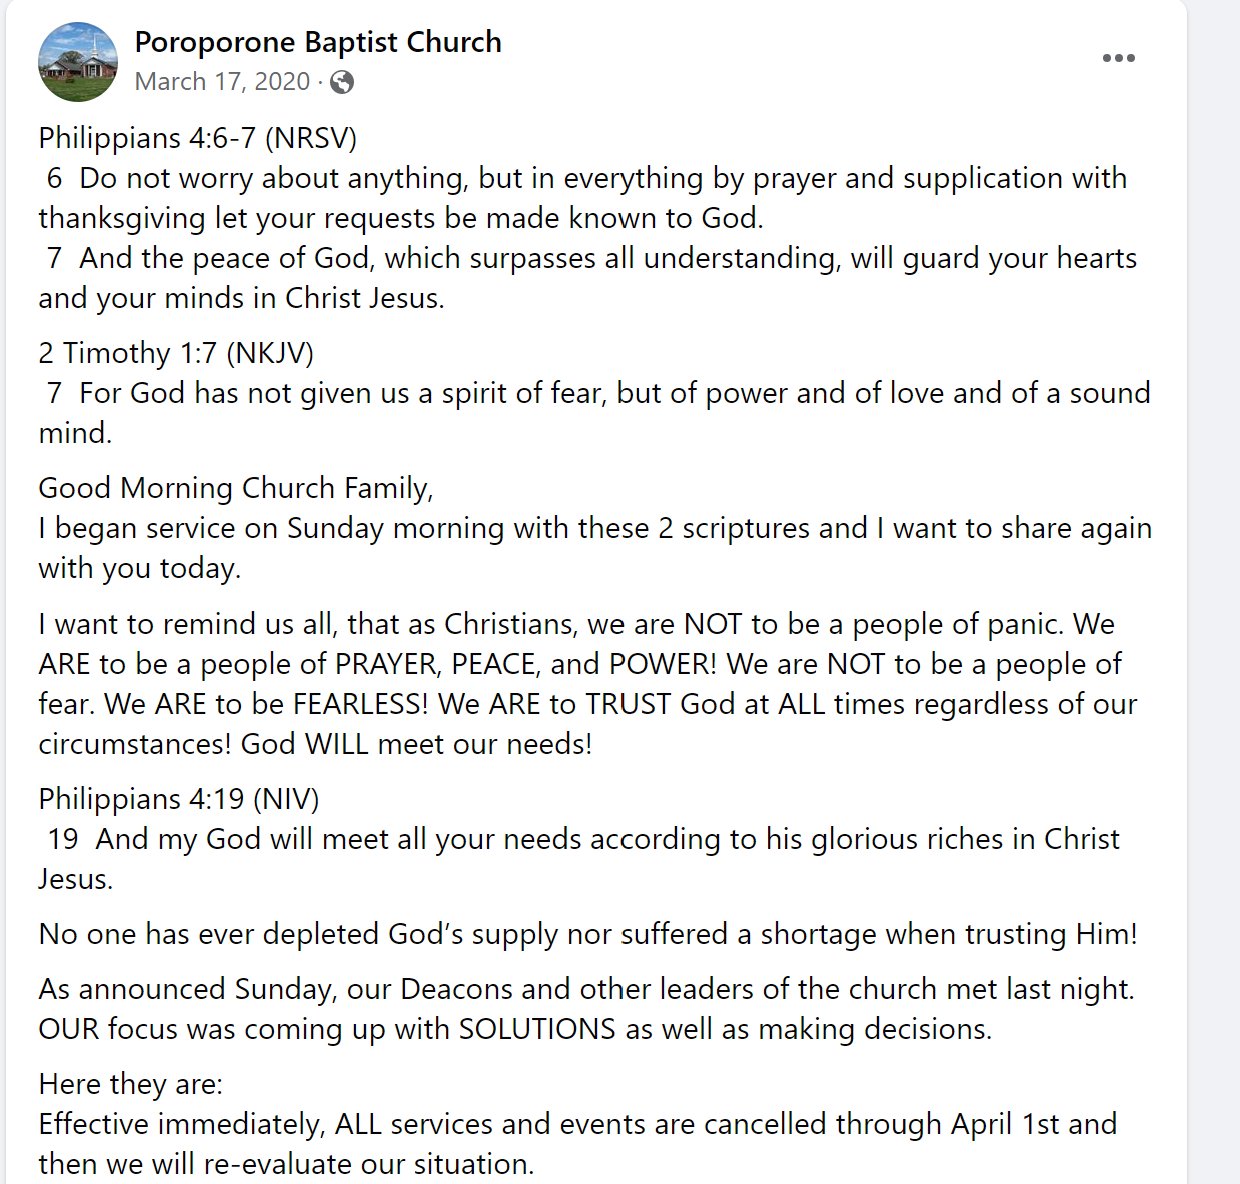 Poroporone Baptist Church
March 17, 2020 ·
Philippians 4:6-7 (NRSV)
6  Do not worry about anything, but in everything by prayer and supplication with
thanksgiving let your requests be made known to God.
7  And the peace of God, which surpasses all understanding, will guard your hearts
and your minds in Christ Jesus.
2 Timothy 1:7 (NKJV)
7  For God has not given us a spirit of fear, but of power and of love and of a sound
mind.
Good Morning Church Family,
I began service on Sunday morning with these 2 scriptures and I want to share again
with you today.
I want to remind us all, that as Christians, we are NOT to be a people of panic. We
ARE to be a people of PRAYER, PEACE, and POWER! We are NOT to be a people of
fear. We ARE to be FEARLESS! We ARE to TRUST God at ALL times regardless of our
circumstances! God WILL meet our needs!
Philippians 4:19 (NIV)
19  And my God will meet all your needs according to his glorious riches in Christ
Jesus.
No one has ever depleted God’s supply nor suffered a shortage when trusting Him!
As announced Sunday, our Deacons and other leaders of the church met last night.
OUR focus was coming up with SOLUTIONS as well as making decisions.
Here they are:
Effective immediately, ALL services and events are cancelled through April 1st and
then we will re-evaluate our situation.